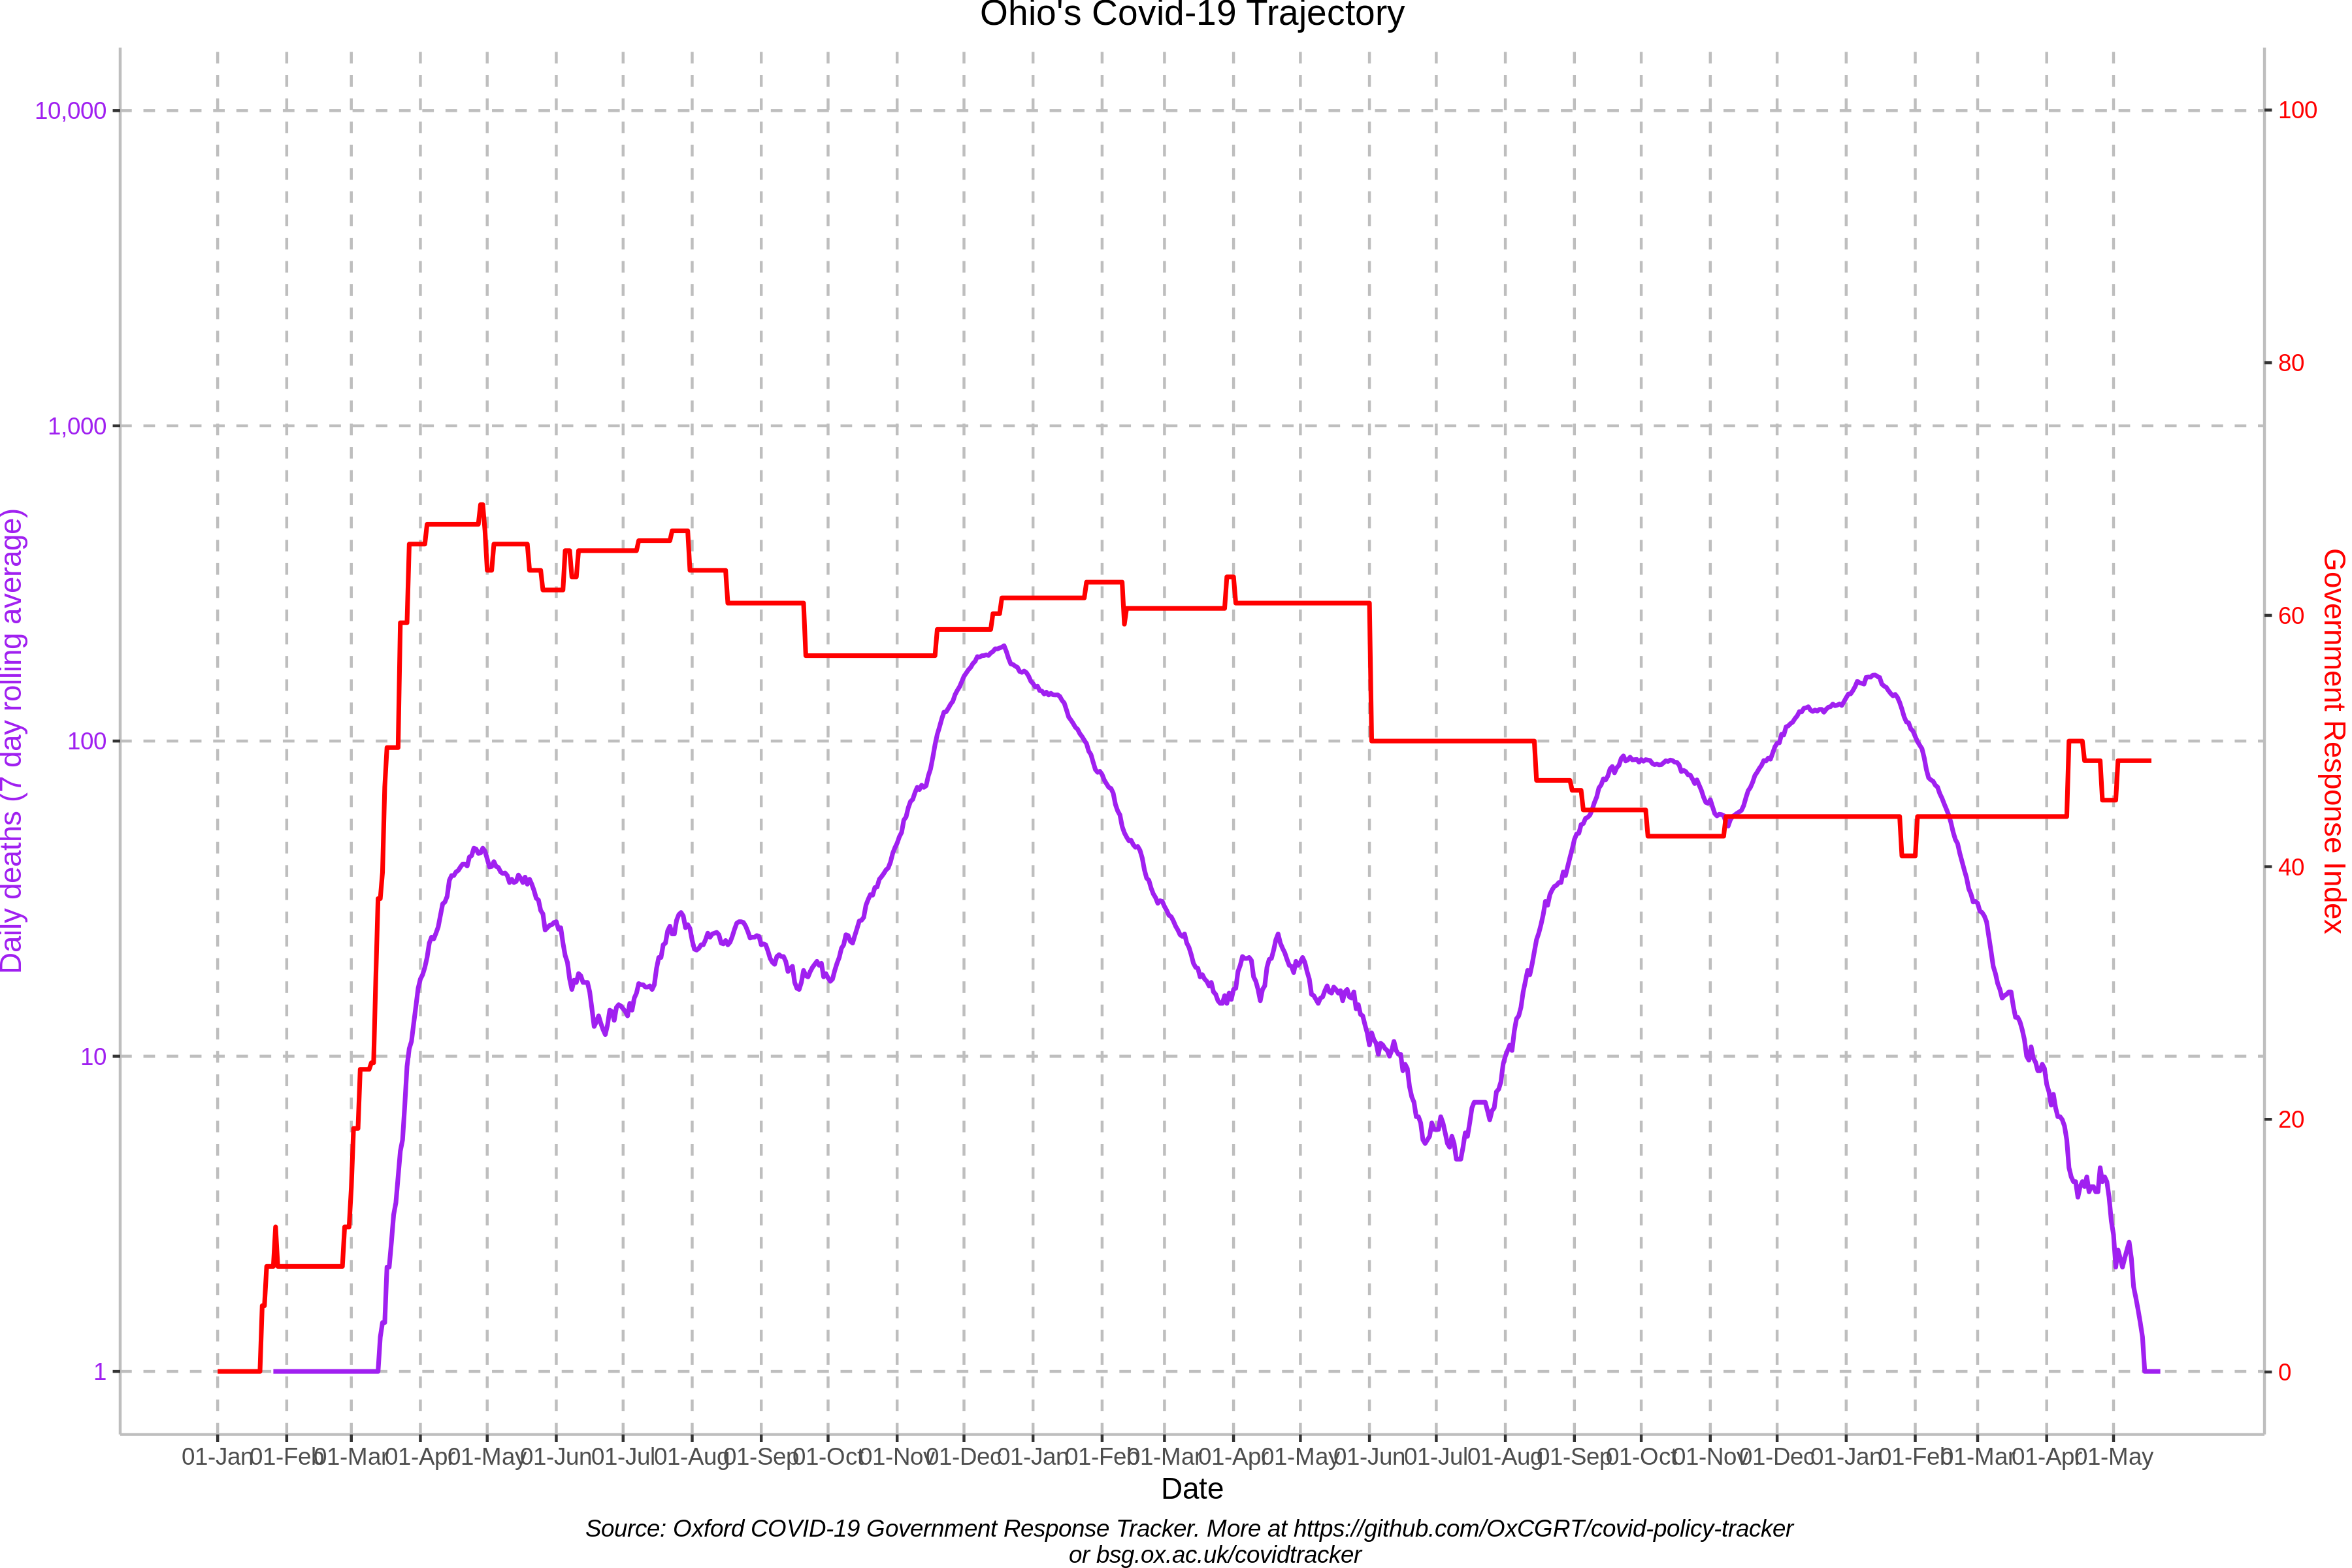 Ohio's Covid-19 Trajectory
10,000
1,000
100
10
1
Daily deaths (7 day rolling average)
100
80
60
40
20
0
Government Response Index
01-Jan 01-Feb 01-Mar 01-Apr 01-May 01-Jun 01-Jul 01-Aug 01-Sep 01-Oct 01-Nov 01-Dec 01-Jan 01-Feb 01-Mar 01-Apr 01-May 01-Jun 01-Jul 01-Aug 01-Sep 01-Oct 01-Nov 01-Dec 01-Jan 01-Feb 01-Mar 01-Apr 01-May
Date
Source: Oxford COVID-19 Government Response Tracker. More at https://github.com/OxCGRT/covid-policy-tracker
or bsg.ox.ac.uk/covidtracker